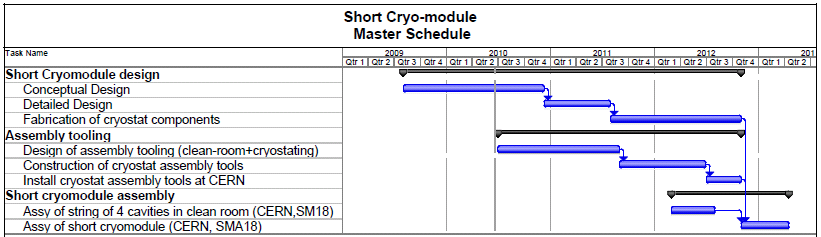 Short Cryo-module
Master Schedule
Task Name
2009 2010 2011 2012 201
Qtr 1 Qtr 2 Qtr 3 Qtr 4 Qtr 1 Qtr 2 Qtr 3 Qtr 4 Qtr 1 Qtr 2 Qtr 3 Qtr 4 Qtr 1 Qtr 2 Qtr 3 Qtr 4 Qtr 1 Qtr 2
Short Cryomodule design
Conceptual Design
Detailed Design
Fabrication of cryostat components
Assembly tooling
Design of assembly tooling (clean-room+cryostating)
Construction of cryostat assembly tools
Install cryostat assembly tools at CERN
Short cryomodule assembly
Assy of string of 4 cavities in clean room (CERN,SM18)
Assy of short cryomodule (CERN, SMA18)